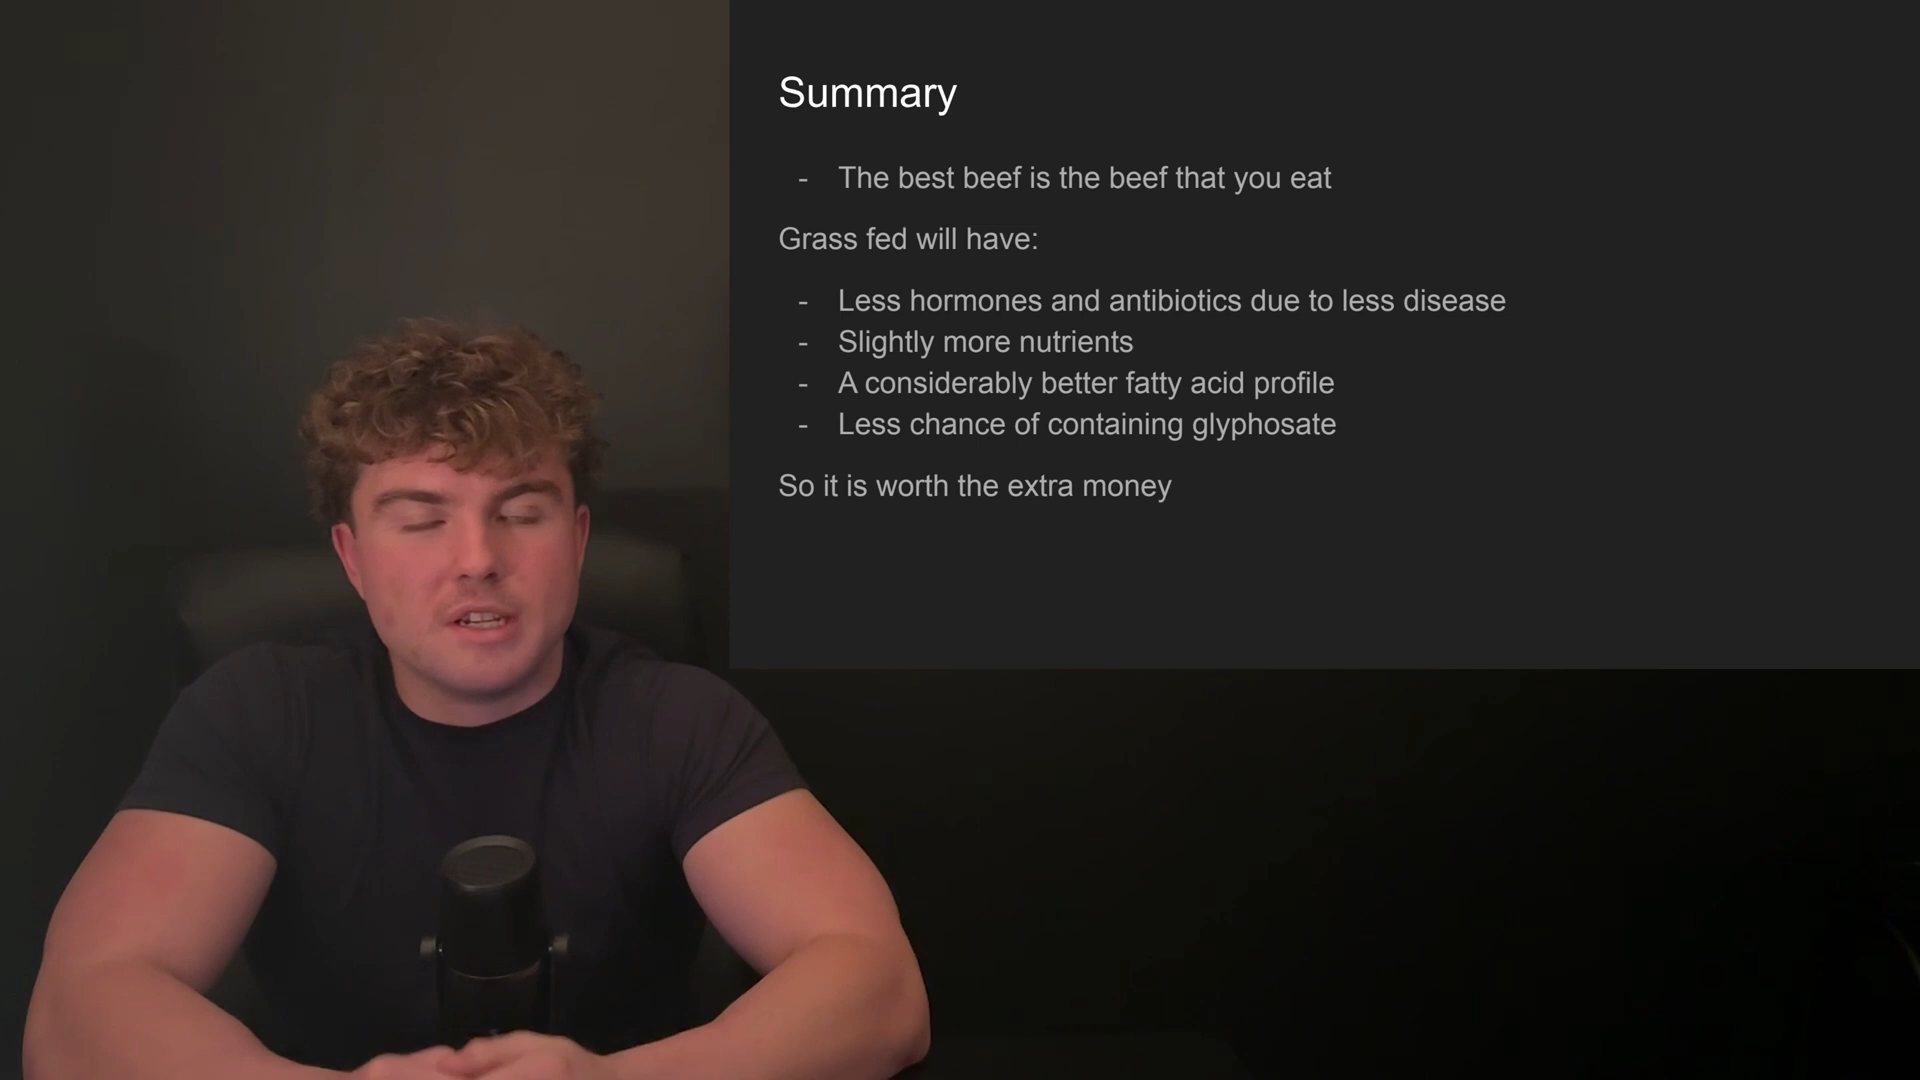 Summary
- The best beef is the beef that you eat
Grass fed will have:
- Less hormones and antibiotics due to less disease
- Slightly more nutrients
- A considerably better fatty acid profile
- Less chance of containing glyphosate
So it is worth the extra money